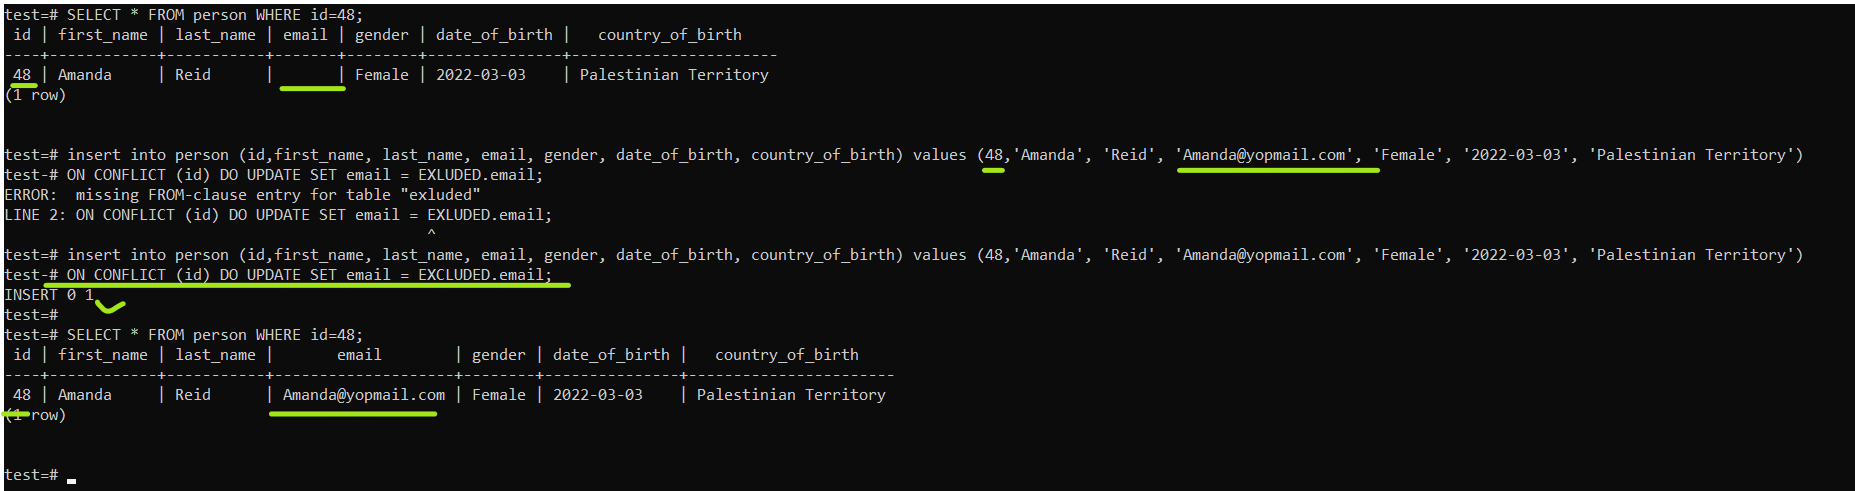 test=# SELECT * FROM person WHERE id=48;
 id | first_name | last_name | email | gender | date_of_birth |   country_of_birth
----+------------+-----------+-------+--------+---------------+-----------------------
 48 | Amanda     | Reid      |       | Female | 2022-03-03    | Palestinian Territory
(1 row)
test=# insert into person (id,first_name, last_name, email, gender, date_of_birth, country_of_birth) values (48,'Amanda', 'Reid', 'Amanda@yopmail.com', 'Female', '2022-03-03', 'Palestinian Territory')
test-# ON CONFLICT (id) DO UPDATE SET email = EXLUDED.email;
ERROR:  missing FROM-clause entry for table "exluded"
LINE 2: ON CONFLICT (id) DO UPDATE SET email = EXLUDED.email;
                                               ^
test=# insert into person (id,first_name, last_name, email, gender, date_of_birth, country_of_birth) values (48,'Amanda', 'Reid', 'Amanda@yopmail.com', 'Female', '2022-03-03', 'Palestinian Territory')
test-# ON CONFLICT (id) DO UPDATE SET email = EXCLUDED.email;
INSERT 0 1
test=#
test=# SELECT * FROM person WHERE id=48;
 id | first_name | last_name |       email        | gender | date_of_birth |   country_of_birth
----+------------+-----------+--------------------+--------+---------------+-----------------------
 48 | Amanda     | Reid      | Amanda@yopmail.com | Female | 2022-03-03    | Palestinian Territory
(1 row)
test=#